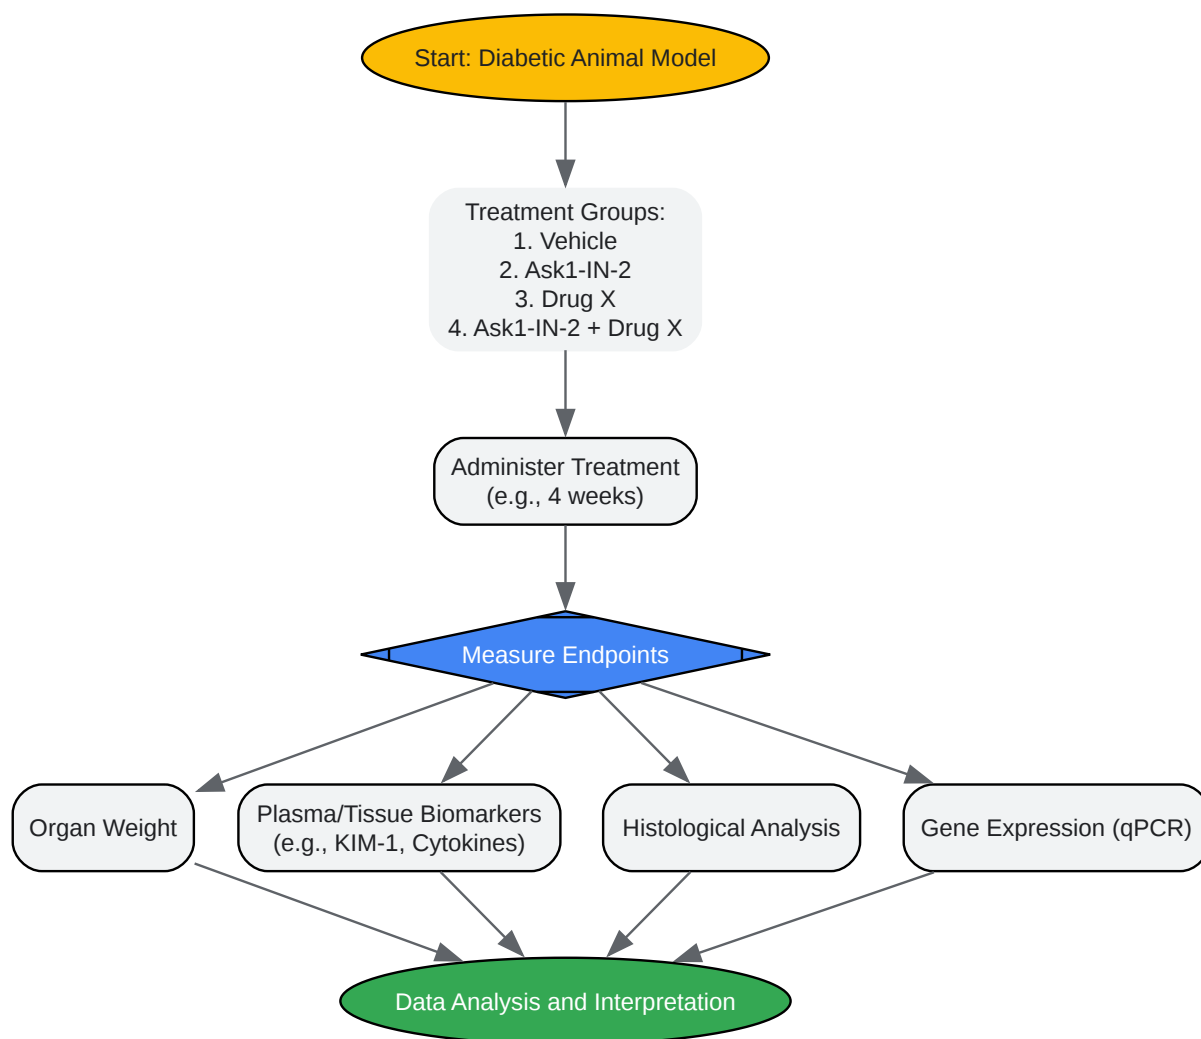 Start: Diabetic Animal Model
Treatment Groups:
1. Vehicle
2. Ask1-IN-2
3. Drug X
4. Ask1-IN-2 + Drug X
Administer Treatment
(e.g., 4 weeks)
Measure Endpoints
Organ Weight
Plasma/Tissue Biomarkers
(e.g., KIM-1, Cytokines)
Histological Analysis
Gene Expression (qPCR)
Data Analysis and Interpretation